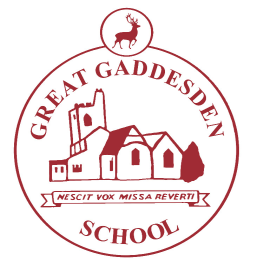 GREAT GADDESDEN
NESCIT VOX MISSA REVERTI
SCHOOL